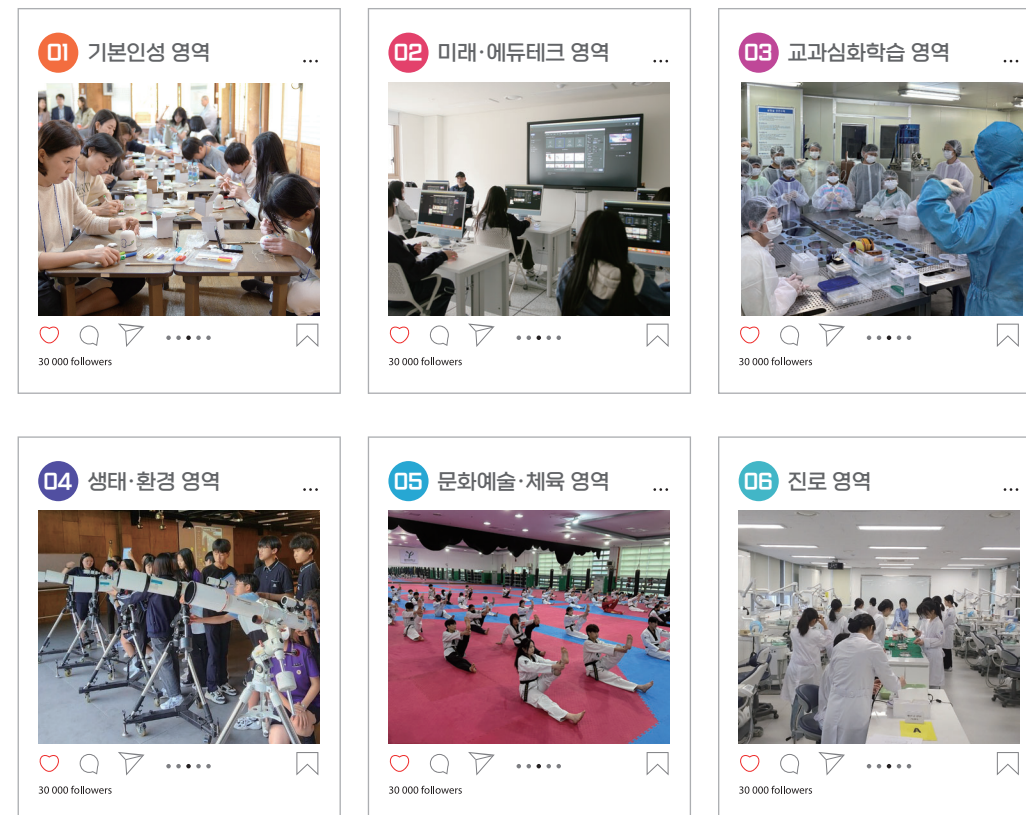 01 기본인성 영역 ...
30 000 followers
02 미래·에듀테크 영역 ...
30 000 followers
03 교과심화학습 영역 ...
30 000 followers
04 생태·환경 영역 ...
30 000 followers
05 문화예술·체육 영역 ...
30 000 followers
06 진로 영역 ...
A
30 000 followers